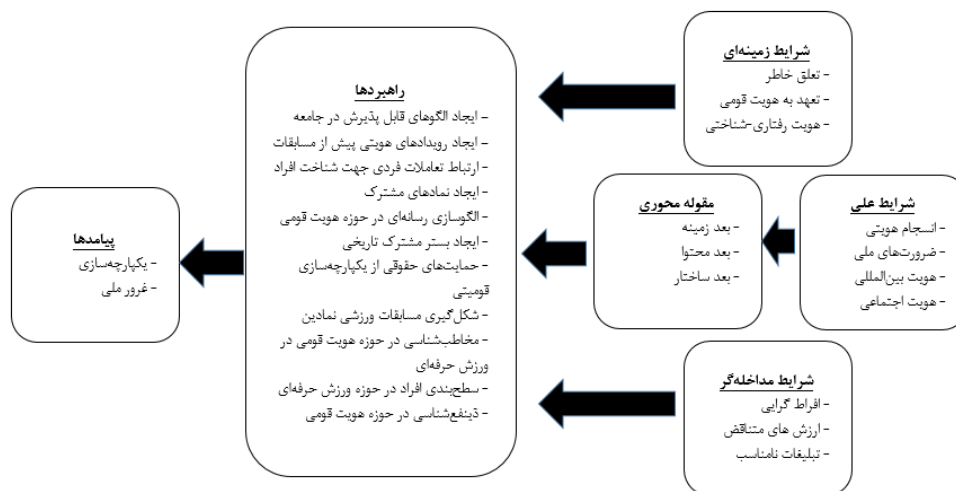 شرایط زمینه‌ای
- تعلق خاطر
- تعهد به هویت قومی
- هویت رفتاری-شناختی
شرایط علی
- انسجام هویتی
- ضرورت‌های ملی
- هویت بین‌المللی
- هویت اجتماعی
مقوله محوری
- بعد زمینه
- بعد محتوا
- بعد ساختار
شرایط مداخله‌گر
- افراط گرایی
- ارزش های متناقض
- تبلیغات نامناسب
راهبردها
- ایجاد الگوهای قابل پذیرش در جامعه
- ایجاد رویدادهای هویتی پیش از مسابقات
- ارتباط تعاملات فردی جهت شناخت افراد
- ایجاد نمادهای مشترک
- الگوسازی رسانه‌ای در حوزه هویت قومی
- ایجاد بستر مشترک تاریخی
- حمایت‌های حقوقی از یکپارچه‌سازی
قومیتی
- شکل‌گیری مسابقات ورزشی نمادین
- مخاطب‌شناسی در حوزه هویت قومی در
ورزش حرفه‌ای
- سطح‌بندی افراد در حوزه ورزش حرفه‌ای
- ذینفع‌شناسی در حوزه هویت قومی
پیامدها
- یکپارچه‌سازی
- غرور ملی